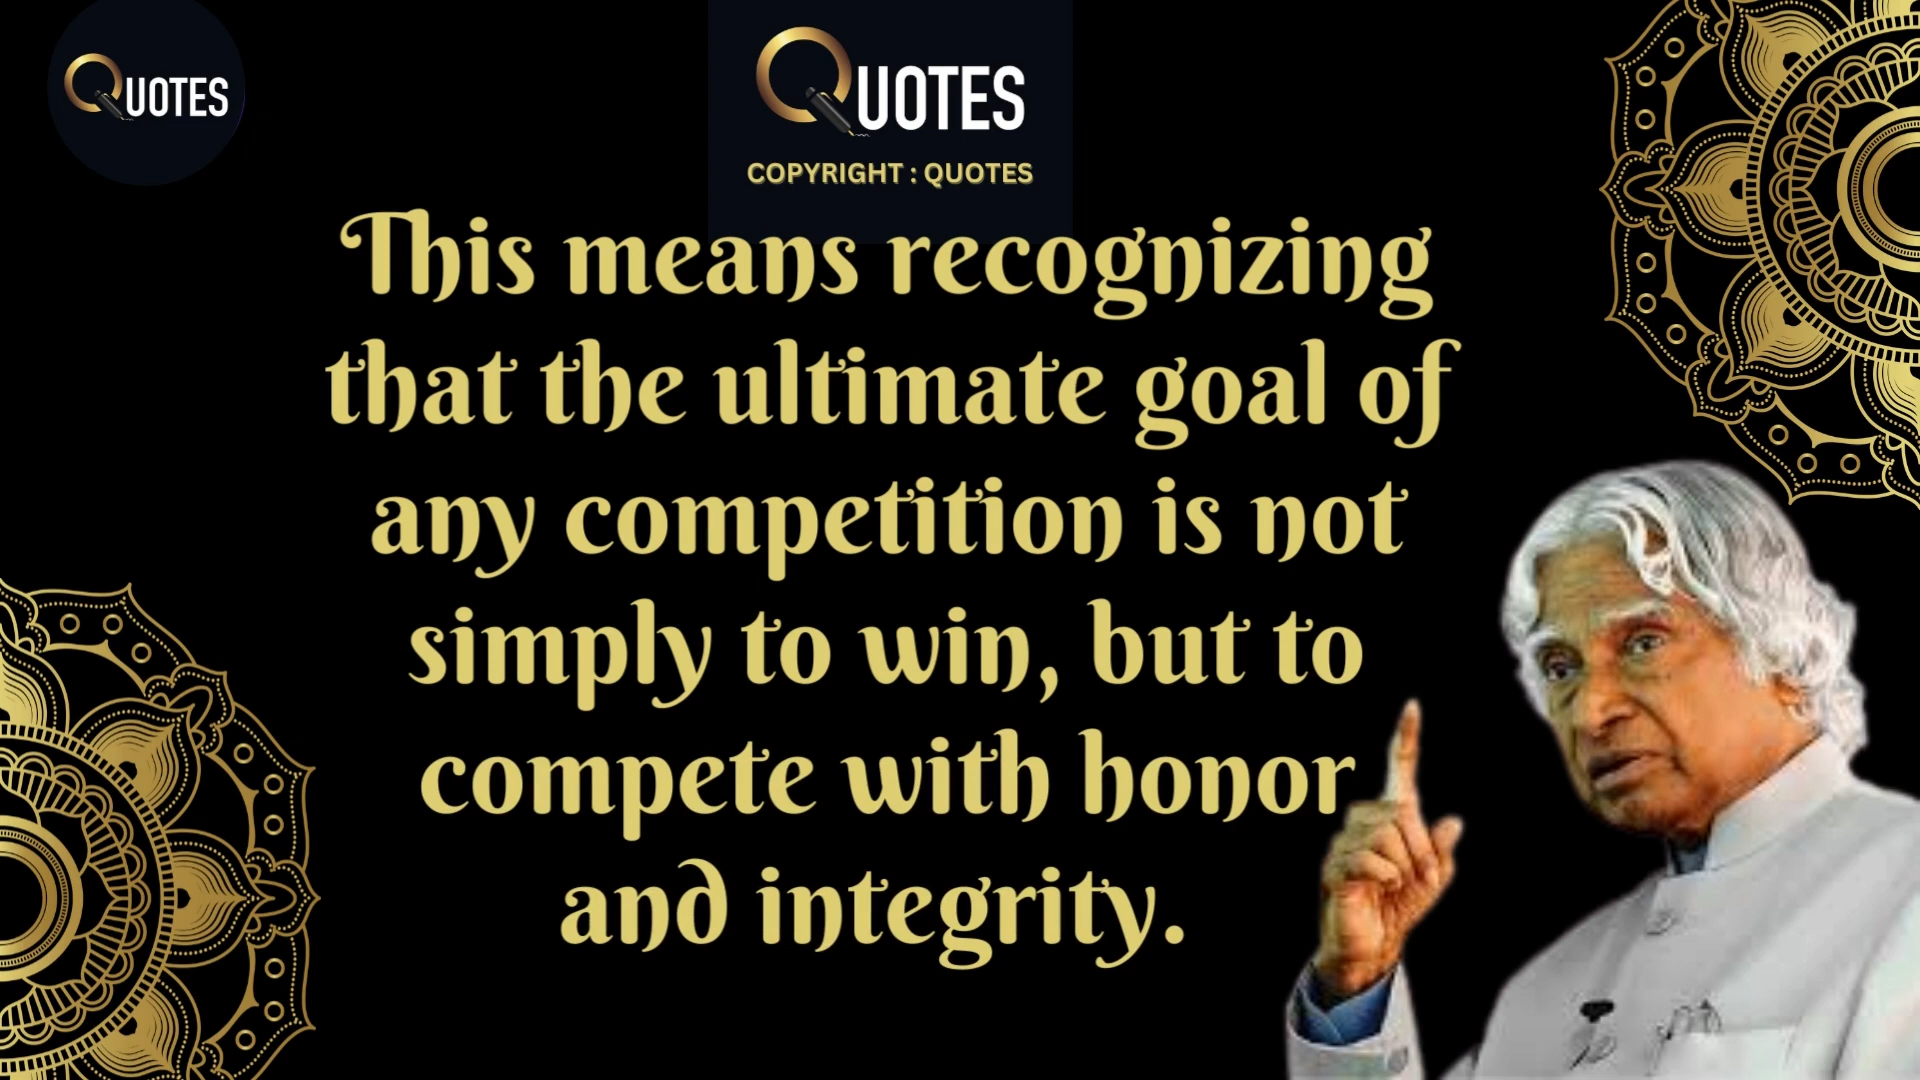 QUOTES
QUOTES
COPYRIGHT : QUOTES
This means recognizing
that the ultimate goal of
any competition is not
simply to win, but to
compete with honor
and integrity.